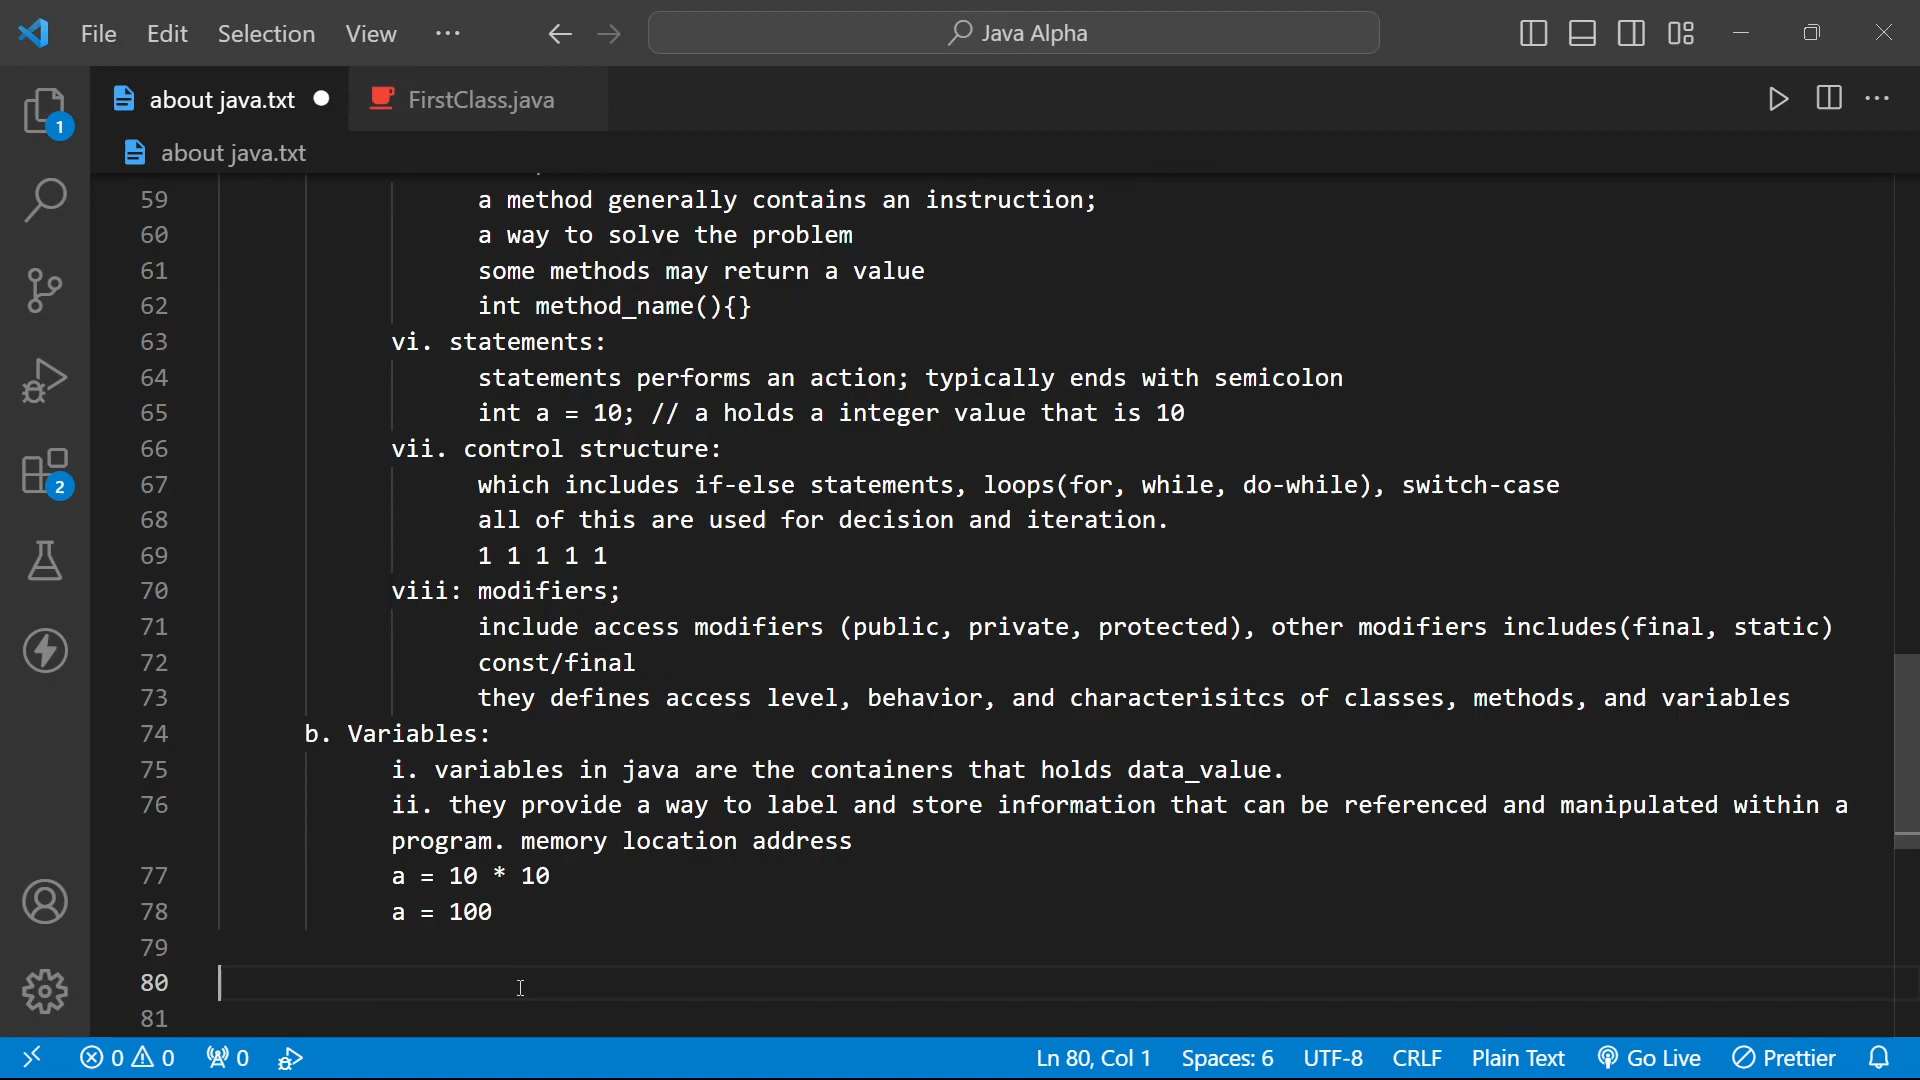 File Edit Selection View ··· Java Alpha
about java.txt FirstClass.java
about java.txt
59 a method generally contains an instruction;
60 a way to solve the problem
61 some methods may return a value
62 int method_name(){}
63 vi. statements:
64 statements performs an action; typically ends with semicolon
65 int a = 10; // a holds a integer value that is 10
66 vii. control structure:
67 which includes if-else statements, loops(for, while, do-while), switch-case
68 all of this are used for decision and iteration.
69 1 1 1 1 1
70 viii: modifiers;
71 include access modifiers (public, private, protected), other modifiers includes(final, static)
72 const/final
73 they defines access level, behavior, and characterisitcs of classes, methods, and variables
74 b. Variables:
75 i. variables in java are the containers that holds data_value.
76 ii. they provide a way to label and store information that can be referenced and manipulated within a
program. memory location address
77 a = 10 * 10
78 a = 100
79
80
81
1
2
0 0 0 Ln 80, Col 1 Spaces: 6 UTF-8 CRLF Plain Text Go Live Prettier